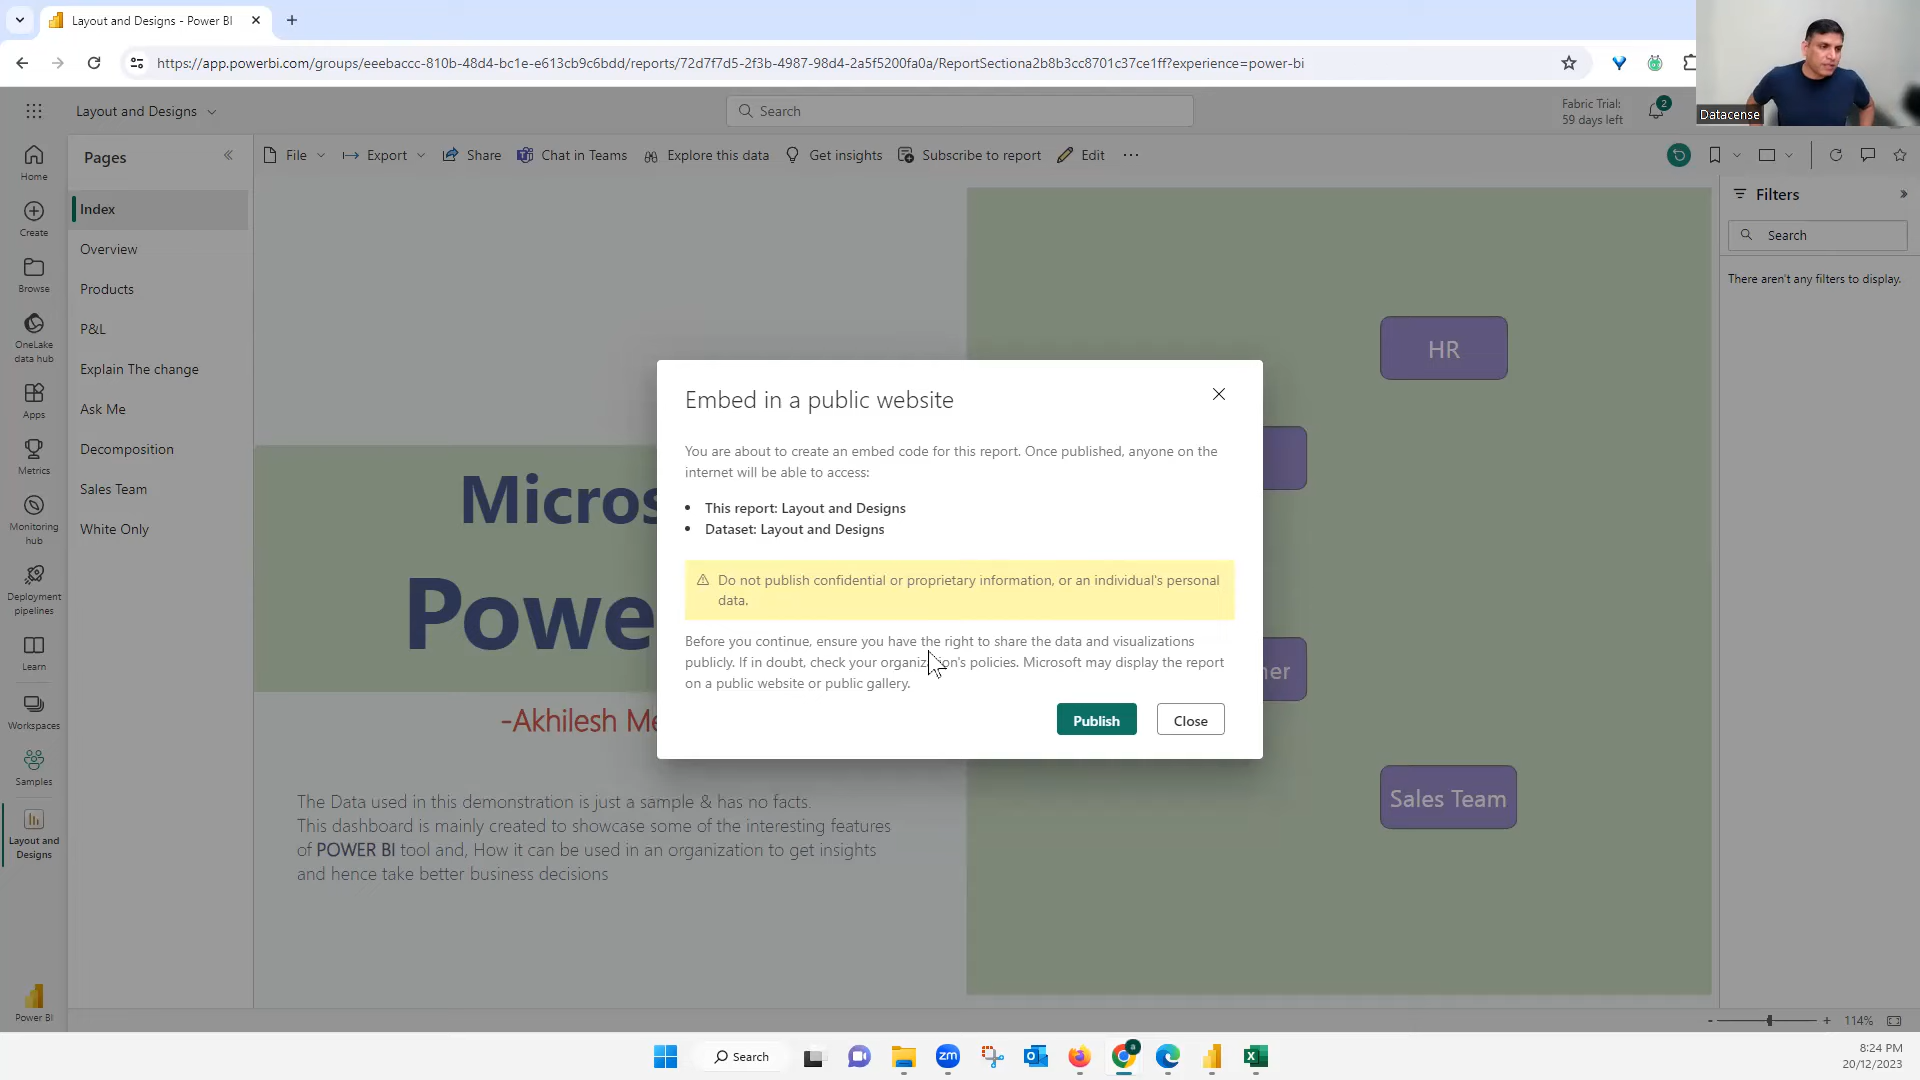 Layout and Designs - Power BI
https://app.powerbi.com/groups/eeebaccc-810b-48d4-bc1e-e613cb9c6bdd/reports/72d7f7d5-2f3b-4987-98d4-2a5f5200fa0a/ReportSectiona2b8b3cc8701c37ce1ff?experience=power-bi
Datacense
Layout and Designs
Search
Fabric Trial:
59 days left
2
Home
Create
Browse
OneLake
data hub
Apps
Metrics
Monitoring
hub
Deployment
pipelines
Learn
Workspaces
Samples
Layout and
Designs
Power BI
Pages
Index
Overview
Products
P&L
Explain The change
Ask Me
Decomposition
Sales Team
White Only
File
Export
Share
Chat in Teams
Explore this data
Get insights
Subscribe to report
Edit
Filters
Search
There aren't any filters to display.
HR
Sales Team
-Akhilesh
The Data used in this demonstration is just a sample & has no facts.
This dashboard is mainly created to showcase some of the interesting features
of POWER BI tool and, How it can be used in an organization to get insights
and hence take better business decisions
Embed in a public website
You are about to create an embed code for this report. Once published, anyone on the
internet will be able to access:
This report: Layout and Designs
Dataset: Layout and Designs
Do not publish confidential or proprietary information, or an individual's personal
data.
Before you continue, ensure you have the right to share the data and visualizations
publicly. If in doubt, check your organization's policies. Microsoft may display the report
on a public website or public gallery.
Publish
Close
- + 114%
Search
8:24 PM
20/12/2023